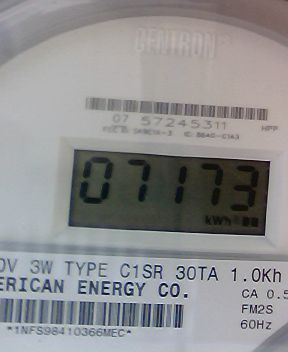 CENTRON
07 57245311
HPP
07173
kWh
0V 3W TYPE C1SR 30TA 1.0Kh
ERICAN ENERGY CO.
CA 0.5
FM2S
*1NFS98410366MEC*
60Hz